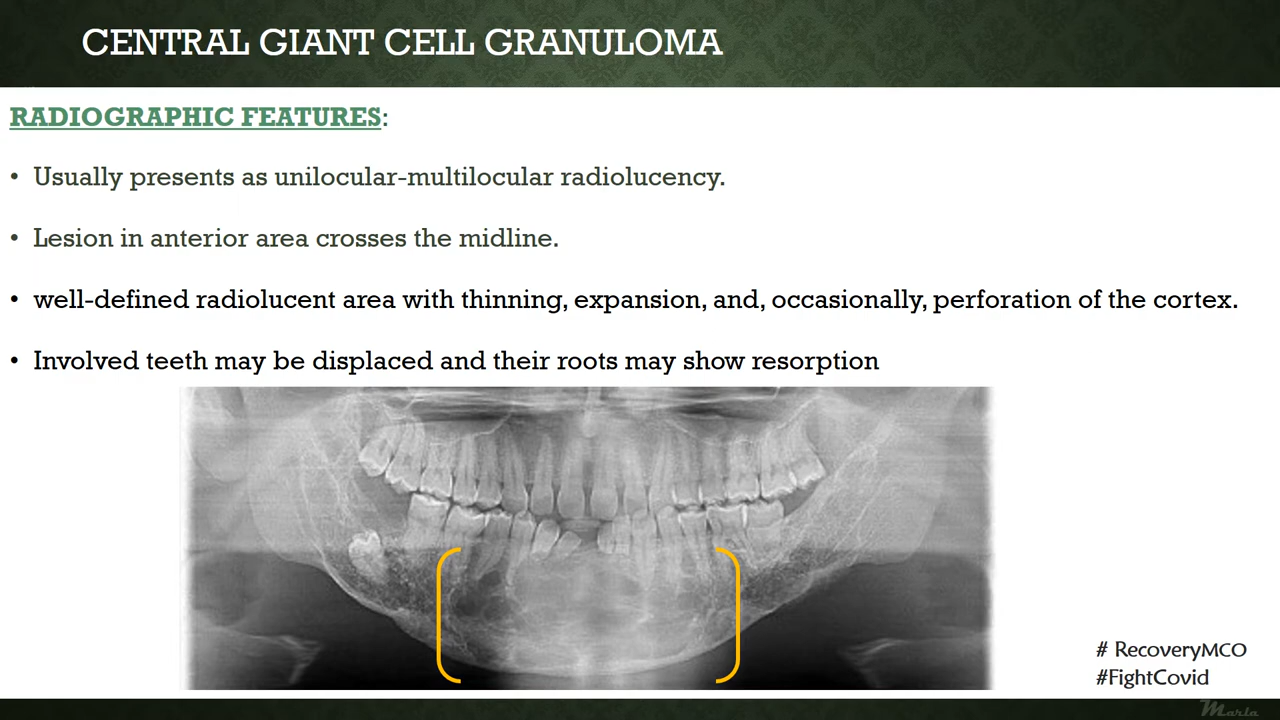 CENTRAL GIANT CELL GRANULOMA
RADIOGRAPHIC FEATURES:
• Usually presents as unilocular-multilocular radiolucency.
• Lesion in anterior area crosses the midline.
• well-defined radiolucent area with thinning, expansion, and, occasionally, perforation of the cortex.
• Involved teeth may be displaced and their roots may show resorption
# RecoveryMCO
#FightCovid
Marla